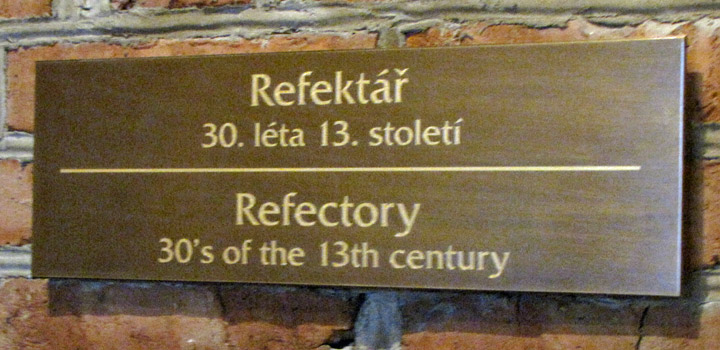 Refektář
30. léta 13. století
Refectory
30's of the 13th century